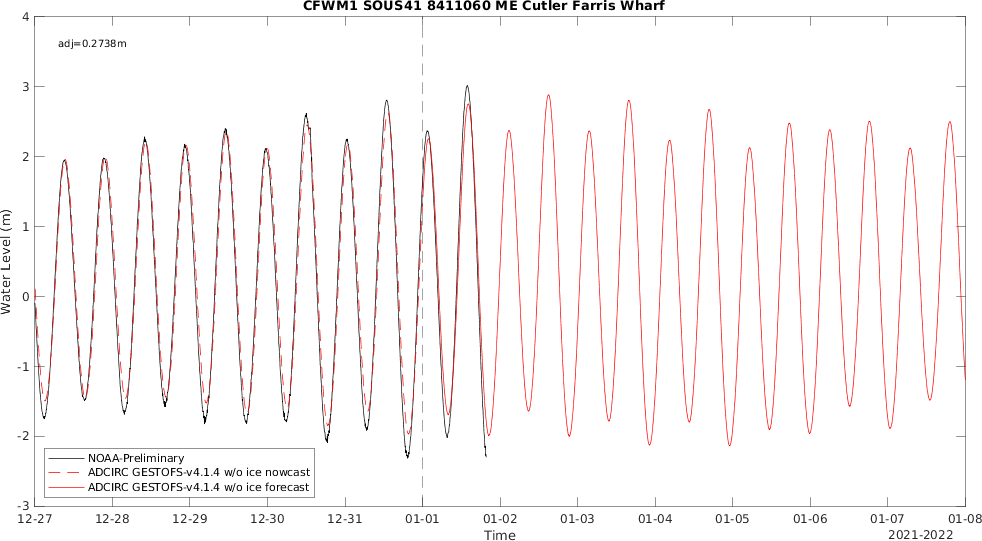 CFWM1 SOUS41 8411060 ME Cutler Farris Wharf
4
adj=0.2738m
3
2
1
0
-1
-2
-3
Water Level (m)
NOAA-Preliminary
ADCIRC GESTOFS-v4.1.4 w/o ice nowcast
ADCIRC GESTOFS-v4.1.4 w/o ice forecast
12-27 12-28 12-29 12-30 12-31 01-01 01-02 01-03 01-04 01-05 01-06 01-07 01-08
Time
2021-2022